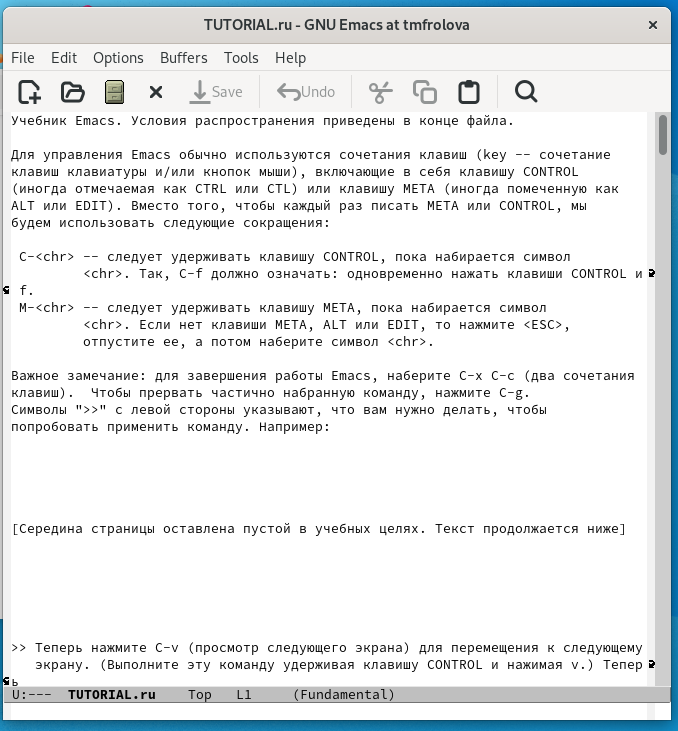 TUTORIAL.ru - GNU Emacs at tmfrolova
File Edit Options Buffers Tools Help
Save Undo
Учебник Emacs. Условия распространения приведены в конце файла.
Для управления Emacs обычно используются сочетания клавиш (key -- сочетание
клавиш клавиатуры и/или кнопок мыши), включающие в себя клавишу CONTROL
(иногда отмечаемая как CTRL или CTL) или клавишу META (иногда помеченную как
ALT или EDIT). Вместо того, чтобы каждый раз писать META или CONTROL, мы
будем использовать следующие сокращения:
C-<chr> -- следует удерживать клавишу CONTROL, пока набирается символ
<chr>. Так, C-f должно означать: одновременно нажать клавиши CONTROL и
f.
M-<chr> -- следует удерживать клавишу META, пока набирается символ
<chr>. Если нет клавиши META, ALT или EDIT, то нажмите <ESC>,
отпустите ее, а потом наберите символ <chr>.
Важное замечание: для завершения работы Emacs, наберите C-x C-c (два сочетания
клавиш).  Чтобы прервать частично набранную команду, нажмите C-g.
Символы ">>" с левой стороны указывают, что вам нужно делать, чтобы
попробовать применить команду. Например:
[Середина страницы оставлена пустой в учебных целях. Текст продолжается ниже]
>> Теперь нажмите C-v (просмотр следующего экрана) для перемещения к следующему
экрану. (Выполните эту команду удерживая клавишу CONTROL и нажимая v.) Тепер
ь
U:--- TUTORIAL.ru Top L1 (Fundamental)